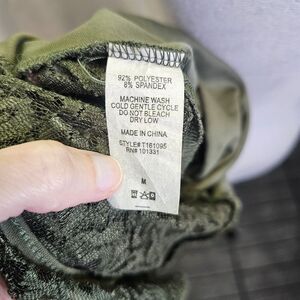 92% POLYESTER
8% SPANDEX
MACHINE WASH
COLD GENTLE CYCLE
DO NOT BLEACH
DRY LOW
MADE IN CHINA
STYLE# T161095
RN# 101331
M